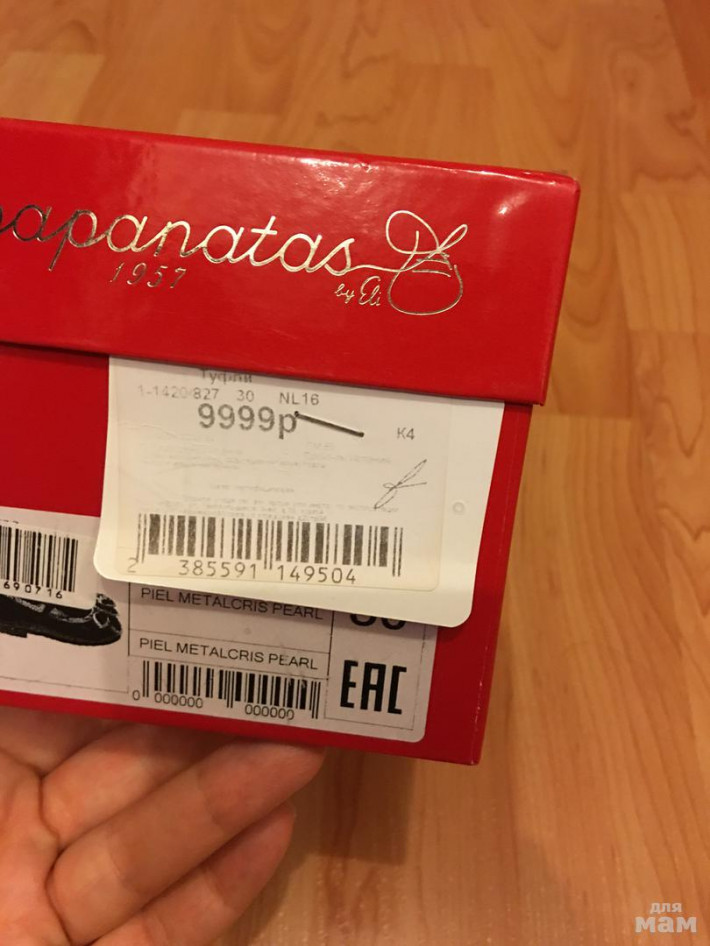 papanatas
1957
by Eli
Туфли
1-1420-827 30 NL16
9999р
К4
2 385591 149504
690716
PIEL METALCRIS PEARL
PIEL METALCRIS PEARL
EAC
0 000000 000000
для
мам